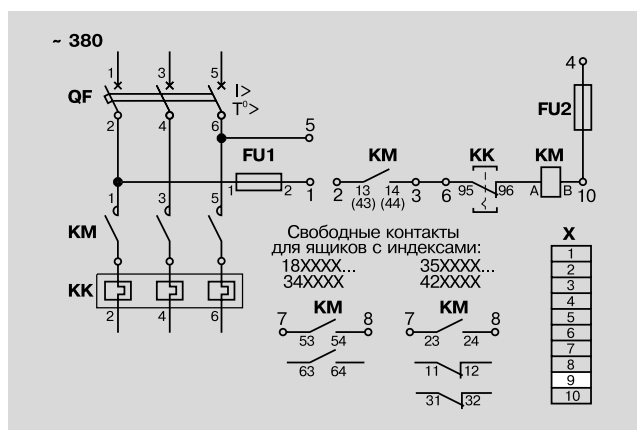 ~ 380
1 3 5
QF
I>
T⁰>
2 4 6
5
FU1
1 2 1
4
FU2
KM KK KM
2 13 14 3 6 95 96 A B 10
(43) (44)
1 3 5
KM
KK
2 4 6
Свободные контакты
для ящиков с индексами:
18XXXX... 35XXXX...
34XXXX 42XXXX
KM KM
7 8 7 8
53 54 23 24
63 64 11 12
31 32
X
1
2
3
4
5
6
7
8
9
10